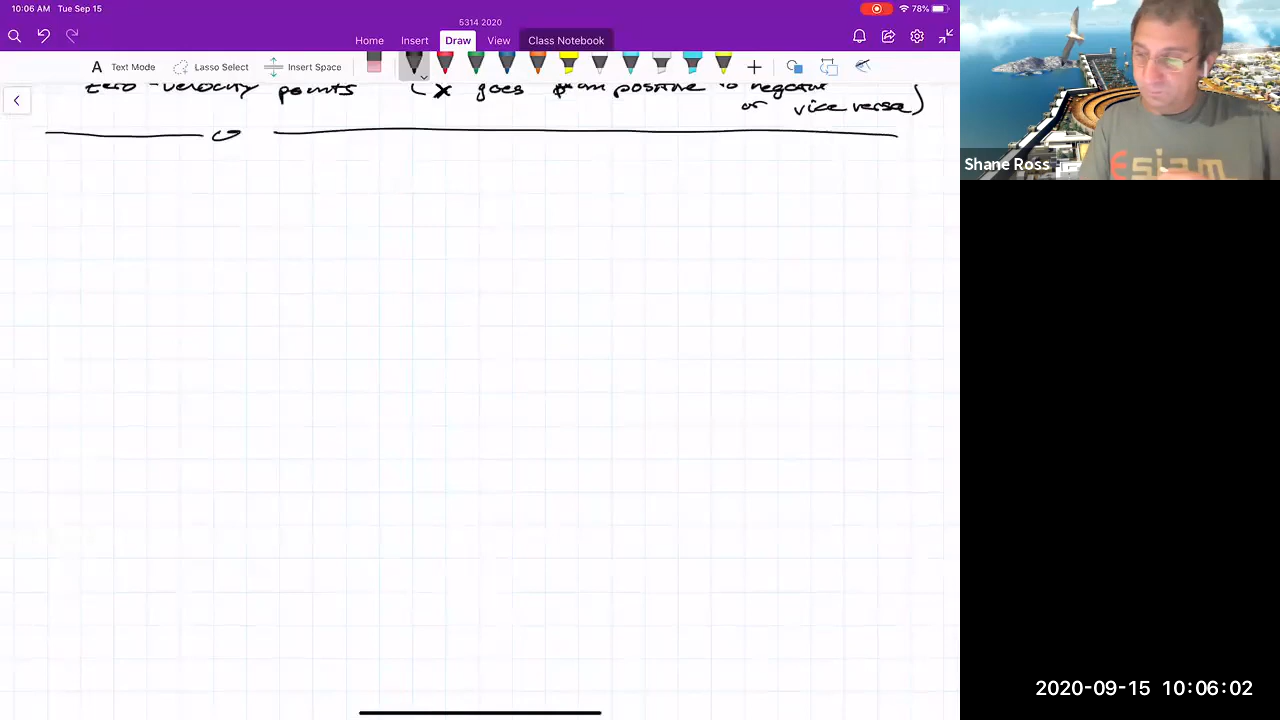 10:06 AM Tue Sep 15
78%
5314 2020
Home Insert Draw View Class Notebook
A Text Mode Lasso Select Insert Space
zero-velocity points (x goes from positive to negative
or vice versa)
Shane Ross
Esiam
2020-09-15 10:06:02